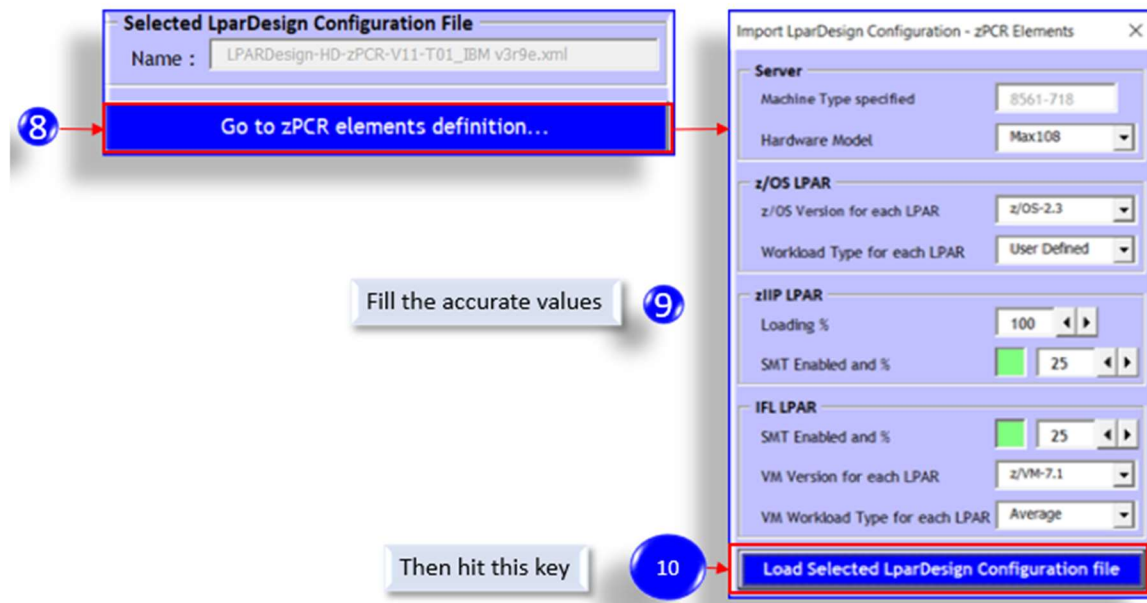 Selected LparDesign Configuration File
Name : LPARDesign-HD-zPCR-V11-T01_IBM v3r9e.xml
8
Go to zPCR elements definition...
Import LparDesign Configuration - zPCR Elements
Server
Machine Type specified 8561-718
Hardware Model Max108
z/OS LPAR
z/OS Version for each LPAR z/OS-2.3
Workload Type for each LPAR User Defined
Fill the accurate values 9
zIIP LPAR
Loading % 100
SMT Enabled and % 25
IFL LPAR
SMT Enabled and % 25
VM Version for each LPAR z/VM-7.1
VM Workload Type for each LPAR Average
Then hit this key 10
Load Selected LparDesign Configuration file